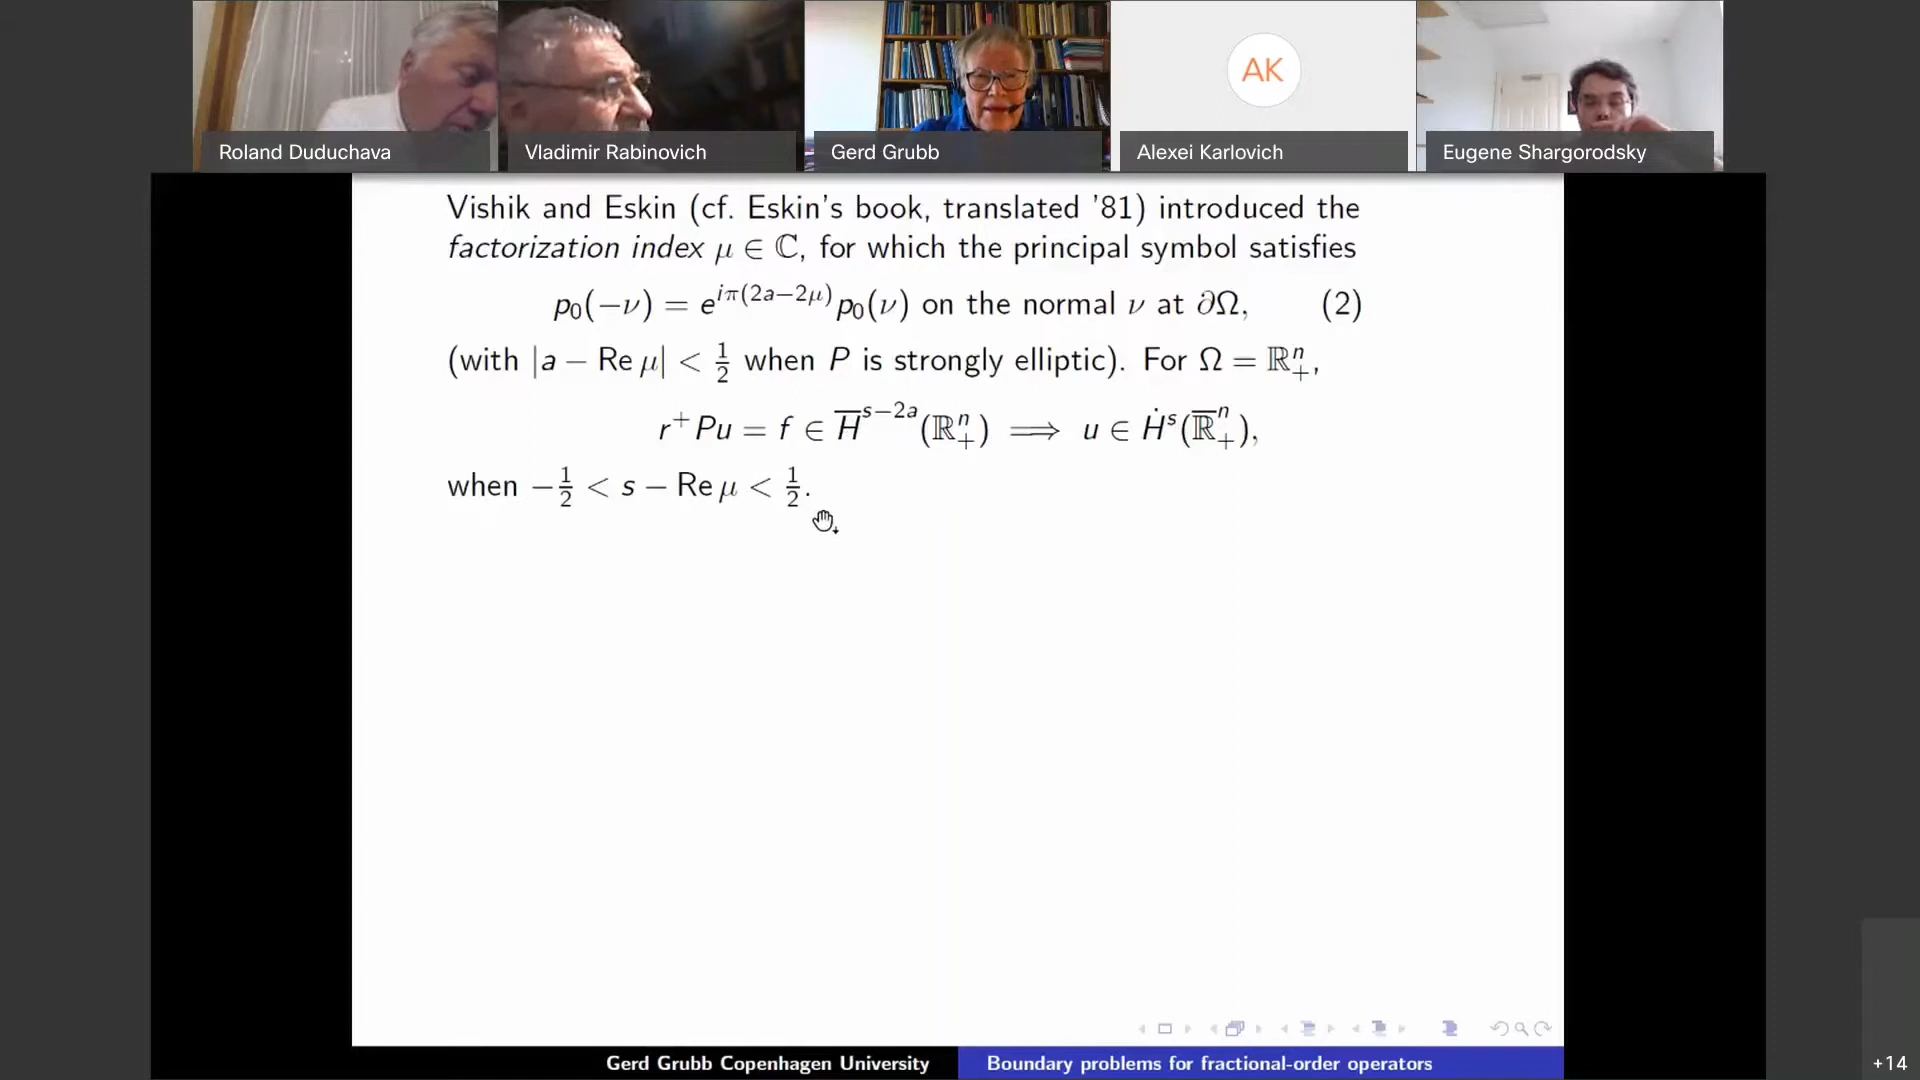 Roland Duduchava
Vladimir Rabinovich
Gerd Grubb
AK
Alexei Karlovich
Eugene Shargorodsky
Vishik and Eskin (cf. Eskin's book, translated '81) introduced the
factorization index μ ∈ ℂ, for which the principal symbol satisfies
p₀(−ν) = e^{iπ(2a−2μ)} p₀(ν) on the normal ν at ∂Ω, (2)
(with |a − Re μ| < ½ when P is strongly elliptic). For Ω = ℝⁿ₊,
r⁺Pu = f ∈ H̅^{s−2a}(ℝⁿ₊) ⟹ u ∈ Ḣˢ(ℝ̅ⁿ₊),
when −½ < s − Re μ < ½.
Gerd Grubb Copenhagen University
Boundary problems for fractional-order operators
+14